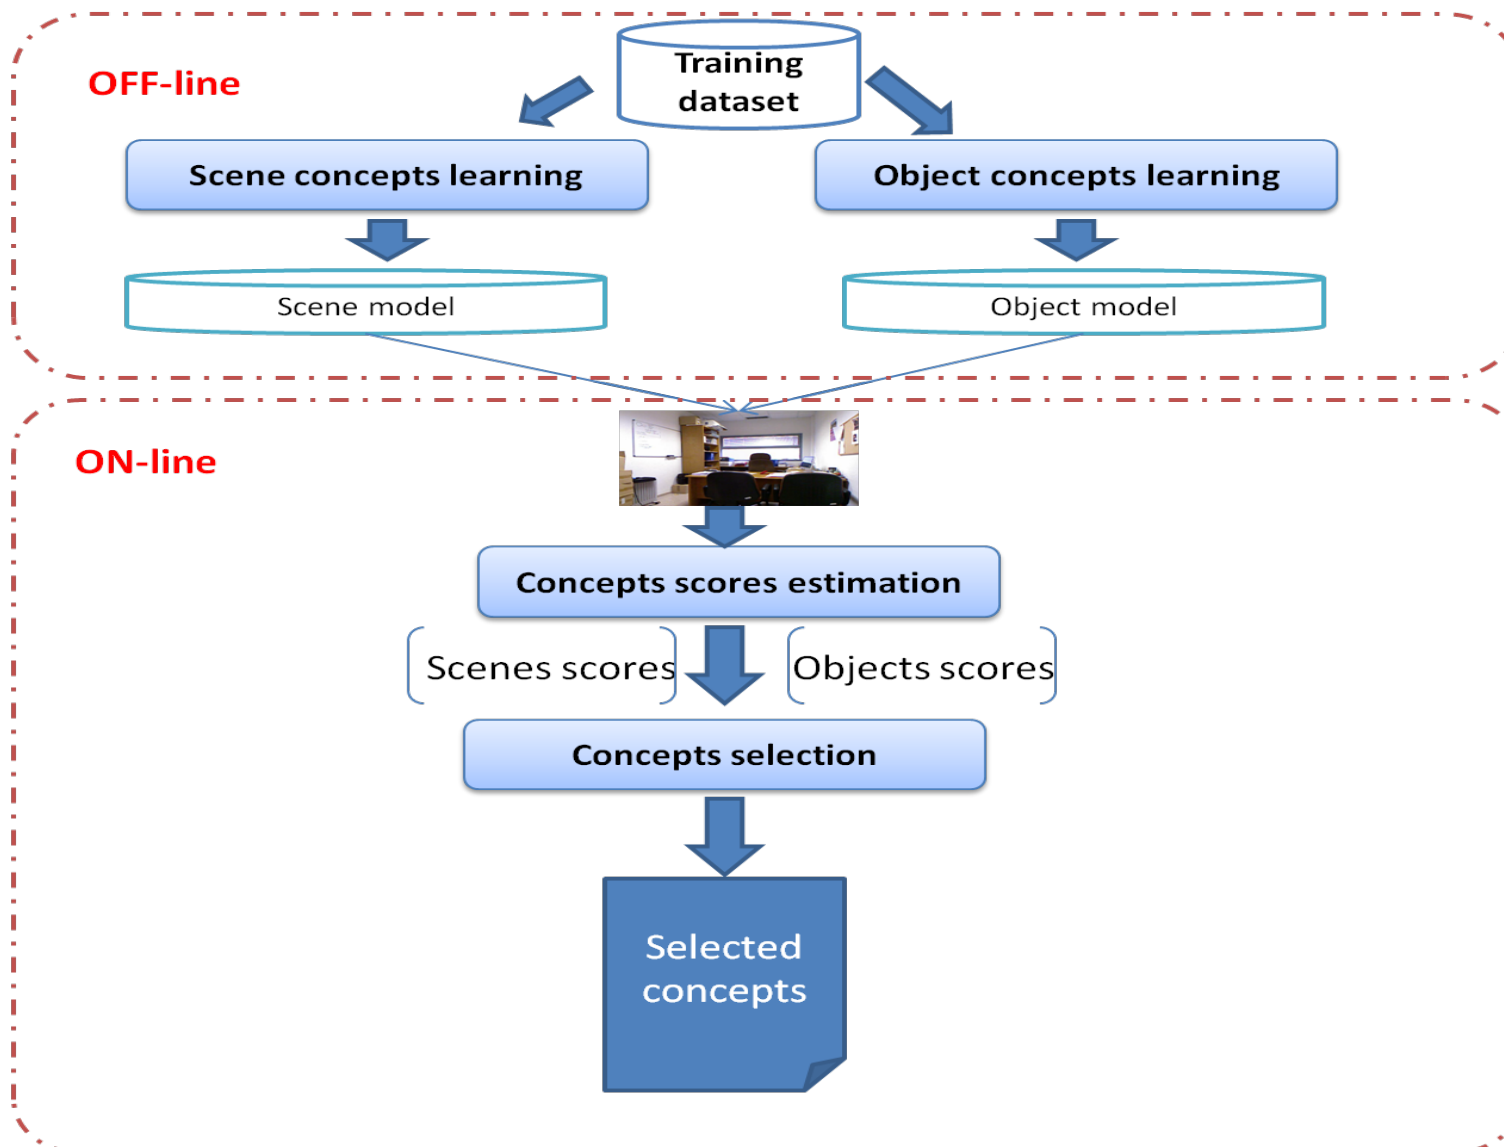 OFF-line
Training
dataset
Scene concepts learning
Object concepts learning
Scene model
Object model
ON-line
Concepts scores estimation
Scenes scores
Objects scores
Concepts selection
Selected
concepts